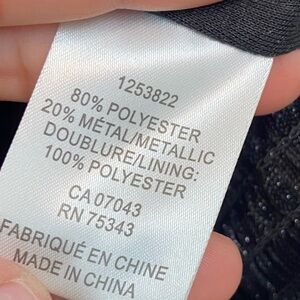 1253822
80% POLYESTER
20% MÉTAL/METALLIC
DOUBLURE/LINING:
100% POLYESTER
CA 07043
RN 75343
FABRIQUÉ EN CHINE
MADE IN CHINA